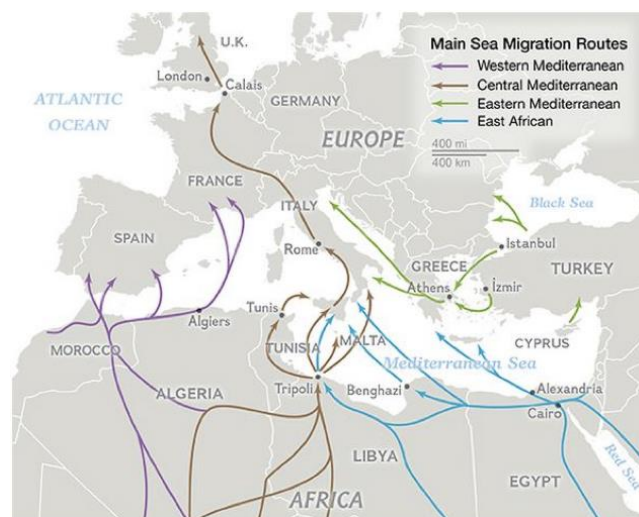 U.K.
London
Calais
ATLANTIC
OCEAN
GERMANY
EUROPE
FRANCE
Main Sea Migration Routes
Western Mediterranean
Central Mediterranean
Eastern Mediterranean
East African
400 mi
400 km
Black Sea
ITALY
SPAIN
Rome
Istanbul
GREECE
TURKEY
Athens
İzmir
Algiers
Tunis
MOROCCO
TUNISIA
MALTA
CYPRUS
Mediterranean Sea
ALGERIA
Tripoli
Benghazi
Alexandria
Cairo
LIBYA
EGYPT
Red Sea
AFRICA